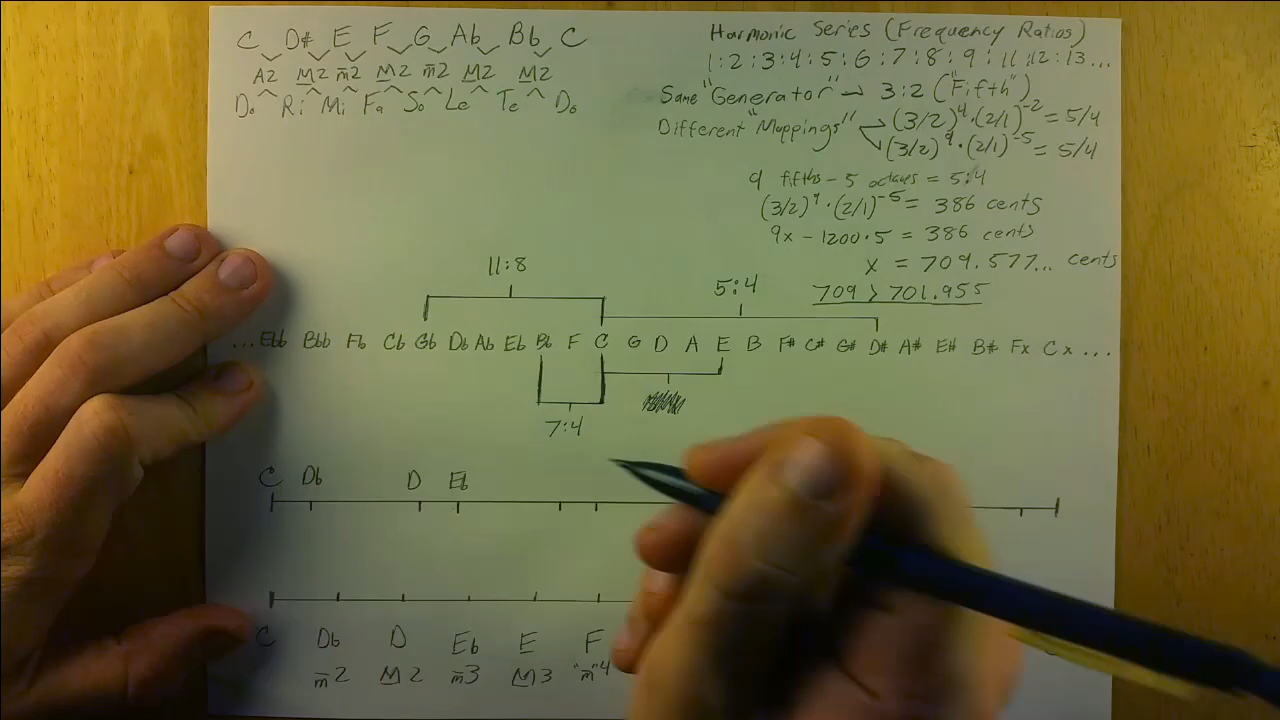 C D# E F G Ab Bb C
A2 M2 m2 M2 m2 M2 M2
Do Ri Mi Fa So Le Te Do
Harmonic Series (Frequency Ratios)
1:2:3:4:5:6:7:8:9:11:12:13...
Same "Generator" → 3:2 ("Fifth")
Different "Mappings" (3/2)^4·(2/1)^-2 = 5/4
(3/2)^9·(2/1)^-5 = 5/4
9 fifths - 5 octaves = 5:4
(3/2)^9·(2/1)^-5 = 386 cents
9x - 1200·5 = 386 cents
x = 709.577... cents
709 > 701.955
11:8
5:4
...Ebb Bbb Fb Cb Gb Db Ab Eb Bb F C G D A E B F# C# G# D# A# E# B# Fx Cx...
7:4
C Db D Eb
C Db D Eb E F
m2 M2 m3 M3 "m"4